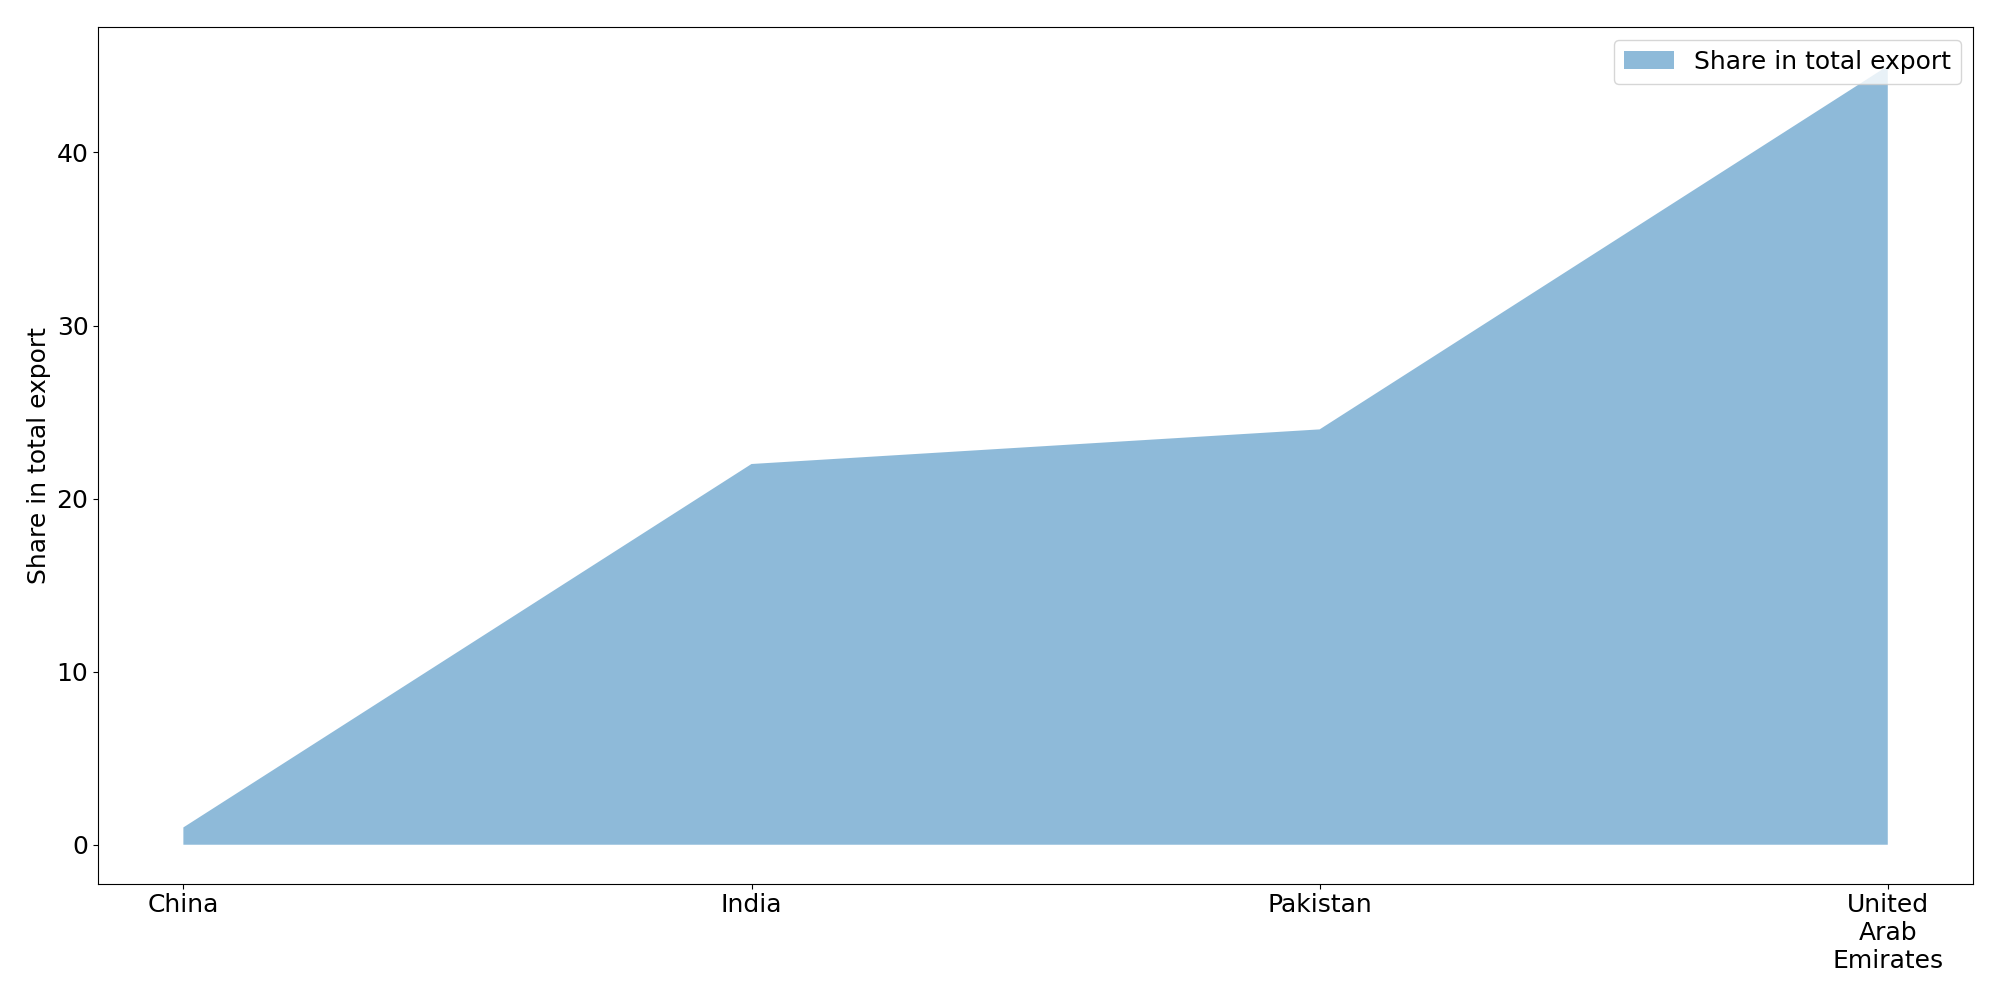 Share in total export
Share in total export
40
30
20
10
0
China
India
Pakistan
United
Arab
Emirates